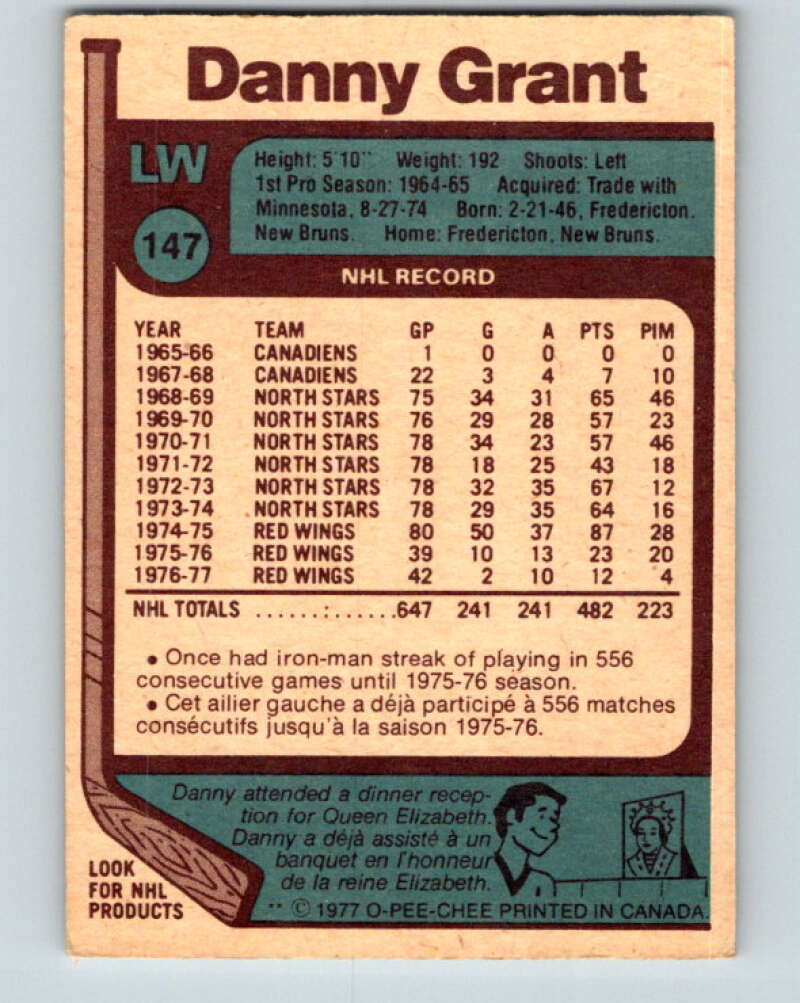 Danny Grant
LW
147
Height: 5'10" Weight: 192 Shoots: Left
1st Pro Season: 1964-65 Acquired: Trade with
Minnesota, 8-27-74 Born: 2-21-46, Fredericton,
New Bruns. Home: Fredericton, New Bruns.
NHL RECORD
YEAR TEAM GP G A PTS PIM
1965-66 CANADIENS 1 0 0 0 0
1967-68 CANADIENS 22 3 4 7 10
1968-69 NORTH STARS 75 34 31 65 46
1969-70 NORTH STARS 76 29 28 57 23
1970-71 NORTH STARS 78 34 23 57 46
1971-72 NORTH STARS 78 18 25 43 18
1972-73 NORTH STARS 78 32 35 67 12
1973-74 NORTH STARS 78 29 35 64 16
1974-75 RED WINGS 80 50 37 87 28
1975-76 RED WINGS 39 10 13 23 20
1976-77 RED WINGS 42 2 10 12 4
NHL TOTALS ......:......647 241 241 482 223
• Once had iron-man streak of playing in 556
consecutive games until 1975-76 season.
• Cet ailier gauche a déjà participé à 556 matches
consécutifs jusqu'à la saison 1975-76.
Danny attended a dinner recep-
tion for Queen Elizabeth.
Danny a déjà assisté à un
banquet en l'honneur
de la reine Elizabeth.
LOOK
FOR NHL
PRODUCTS
** © 1977 O-PEE-CHEE PRINTED IN CANADA.